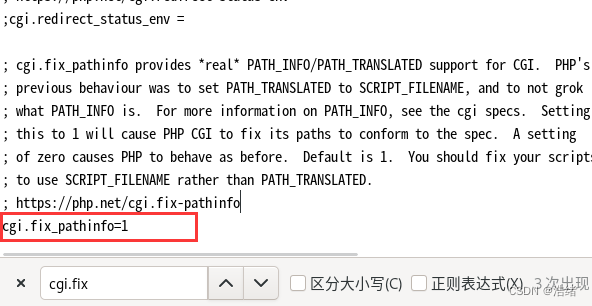 ; https://php.net/cgi.redirect-status-env
;cgi.redirect_status_env =
; cgi.fix_pathinfo provides *real* PATH_INFO/PATH_TRANSLATED support for CGI.  PHP's
; previous behaviour was to set PATH_TRANSLATED to SCRIPT_FILENAME, and to not grok
; what PATH_INFO is.  For more information on PATH_INFO, see the cgi specs.  Setting
; this to 1 will cause PHP CGI to fix its paths to conform to the spec.  A setting
; of zero causes PHP to behave as before.  Default is 1.  You should fix your scripts
; to use SCRIPT_FILENAME rather than PATH_TRANSLATED.
; https://php.net/cgi.fix-pathinfo
cgi.fix_pathinfo=1
cgi.fix 区分大小写(C) 正则表达式(X) 3 次出现
CSDN @浩绪